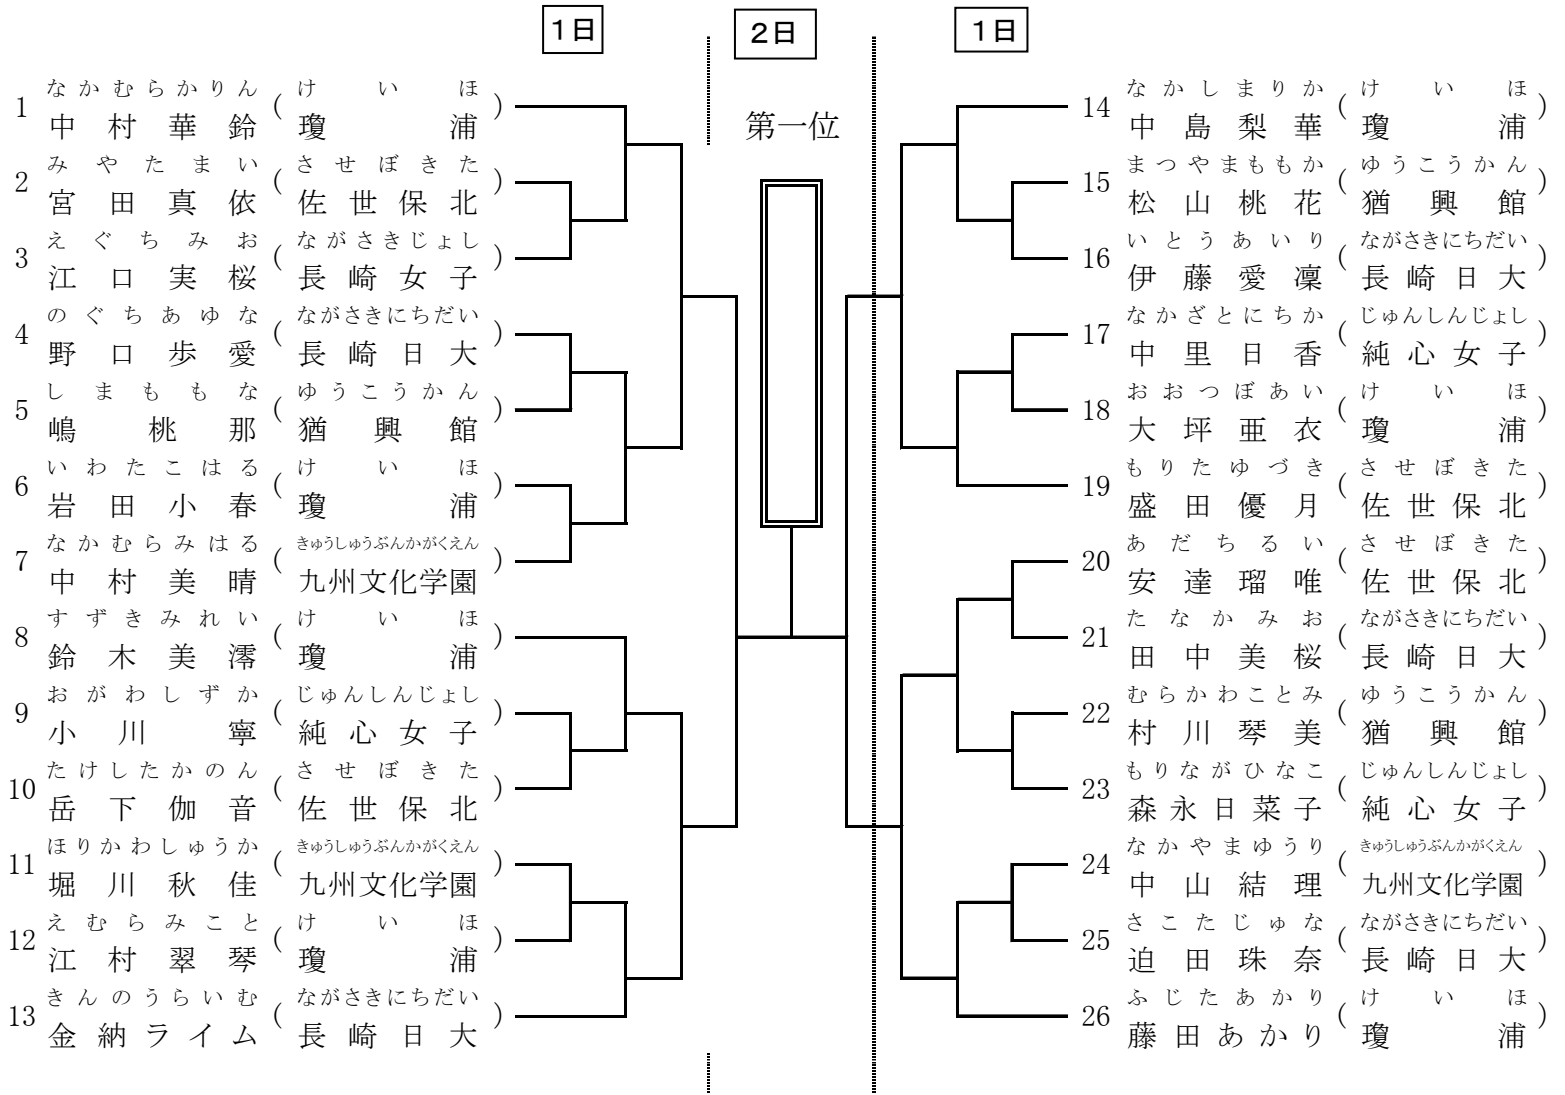 1日
2日
1日
第一位
なかむらかりん けいほ
1 中村華鈴 (瓊浦)
みやたまい させぼきた
2 宮田真依 (佐世保北)
えぐちみお ながさきじょし
3 江口実桜 (長崎女子)
のぐちあゆな ながさきにちだい
4 野口歩愛 (長崎日大)
しまももな ゆうこうかん
5 嶋桃那 (猶興館)
いわたこはる けいほ
6 岩田小春 (瓊浦)
なかむらみはる きゅうしゅうぶんかがくえん
7 中村美晴 (九州文化学園)
すずきみれい けいほ
8 鈴木美澪 (瓊浦)
おがわしずか じゅんしんじょし
9 小川寧 (純心女子)
たけしたかのん させぼきた
10 岳下伽音 (佐世保北)
ほりかわしゅうか きゅうしゅうぶんかがくえん
11 堀川秋佳 (九州文化学園)
えむらみこと けいほ
12 江村翠琴 (瓊浦)
きんのうらいむ ながさきにちだい
13 金納ライム (長崎日大)
なかしまりか けいほ
14 中島梨華 (瓊浦)
まつやまももか ゆうこうかん
15 松山桃花 (猶興館)
いとうあいり ながさきにちだい
16 伊藤愛凜 (長崎日大)
なかざとにちか じゅんしんじょし
17 中里日香 (純心女子)
おおつぼあい けいほ
18 大坪亜衣 (瓊浦)
もりたゆづき させぼきた
19 盛田優月 (佐世保北)
あだちるい させぼきた
20 安達瑠唯 (佐世保北)
たなかみお ながさきにちだい
21 田中美桜 (長崎日大)
むらかわことみ ゆうこうかん
22 村川琴美 (猶興館)
もりながひなこ じゅんしんじょし
23 森永日菜子 (純心女子)
なかやまゆうり きゅうしゅうぶんかがくえん
24 中山結理 (九州文化学園)
さこたじゅな ながさきにちだい
25 迫田珠奈 (長崎日大)
ふじたあかり けいほ
26 藤田あかり (瓊浦)